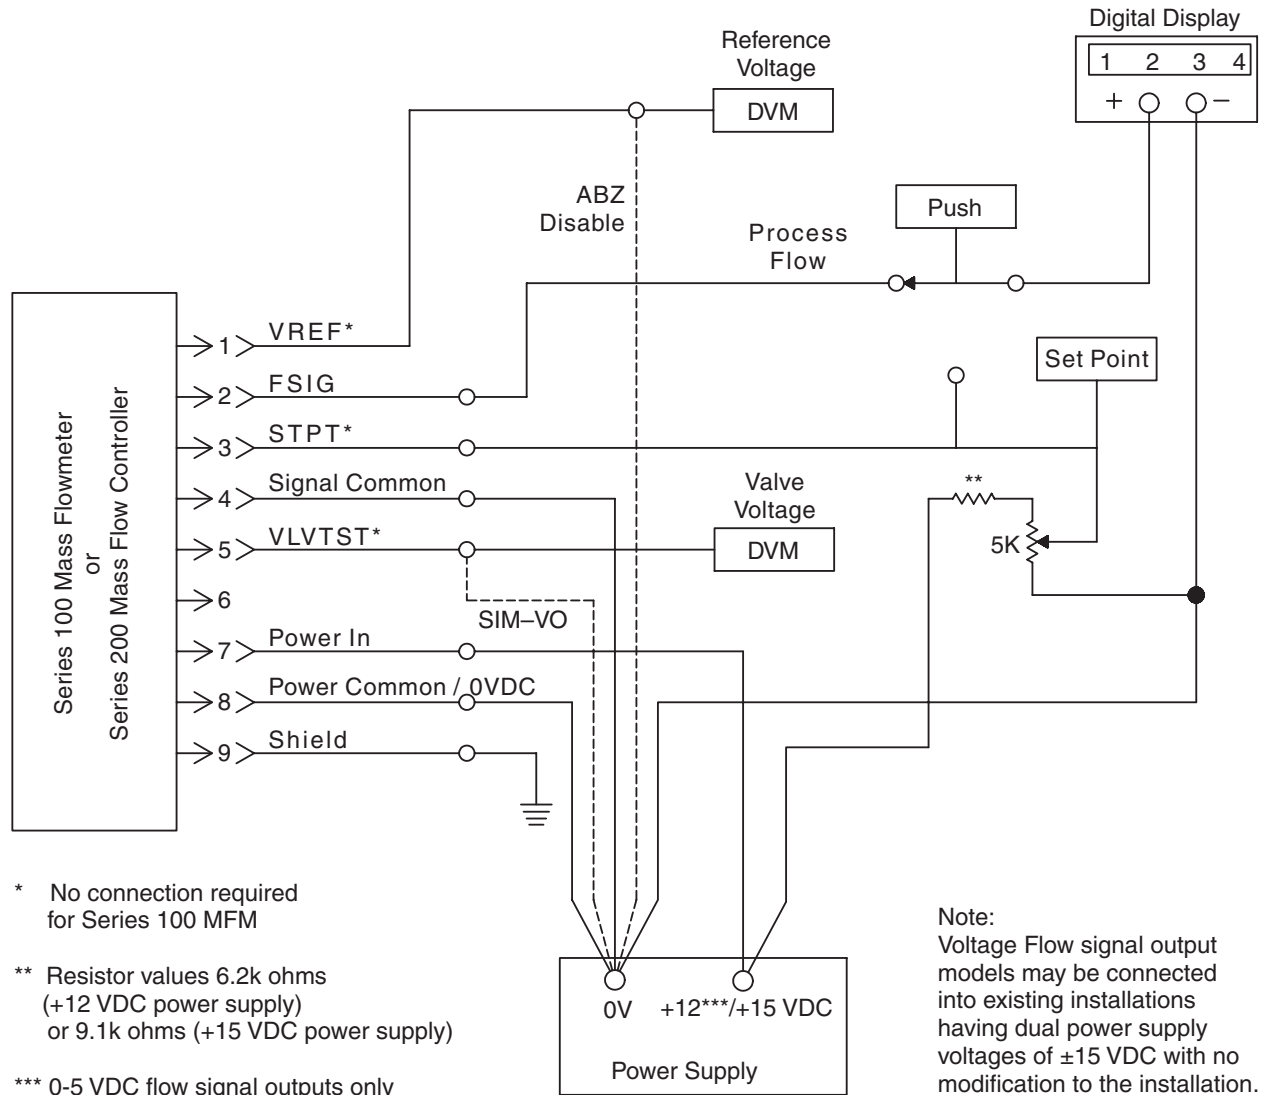 Digital Display
1 2 3 4
+ –
Reference
Voltage
DVM
ABZ
Disable
Push
Process
Flow
Series 100 Mass Flowmeter
or
Series 200 Mass Flow Controller
1 VREF*
2 FSIG
3 STPT*
4 Signal Common
5 VLVTST*
6
7 Power In
8 Power Common / 0VDC
9 Shield
Set Point
**
5K
Valve
Voltage
DVM
SIM–VO
* No connection required
for Series 100 MFM
** Resistor values 6.2k ohms
(+12 VDC power supply)
or 9.1k ohms (+15 VDC power supply)
*** 0-5 VDC flow signal outputs only
0V +12***/+15 VDC
Power Supply
Note:
Voltage Flow signal output
models may be connected
into existing installations
having dual power supply
voltages of ±15 VDC with no
modification to the installation.